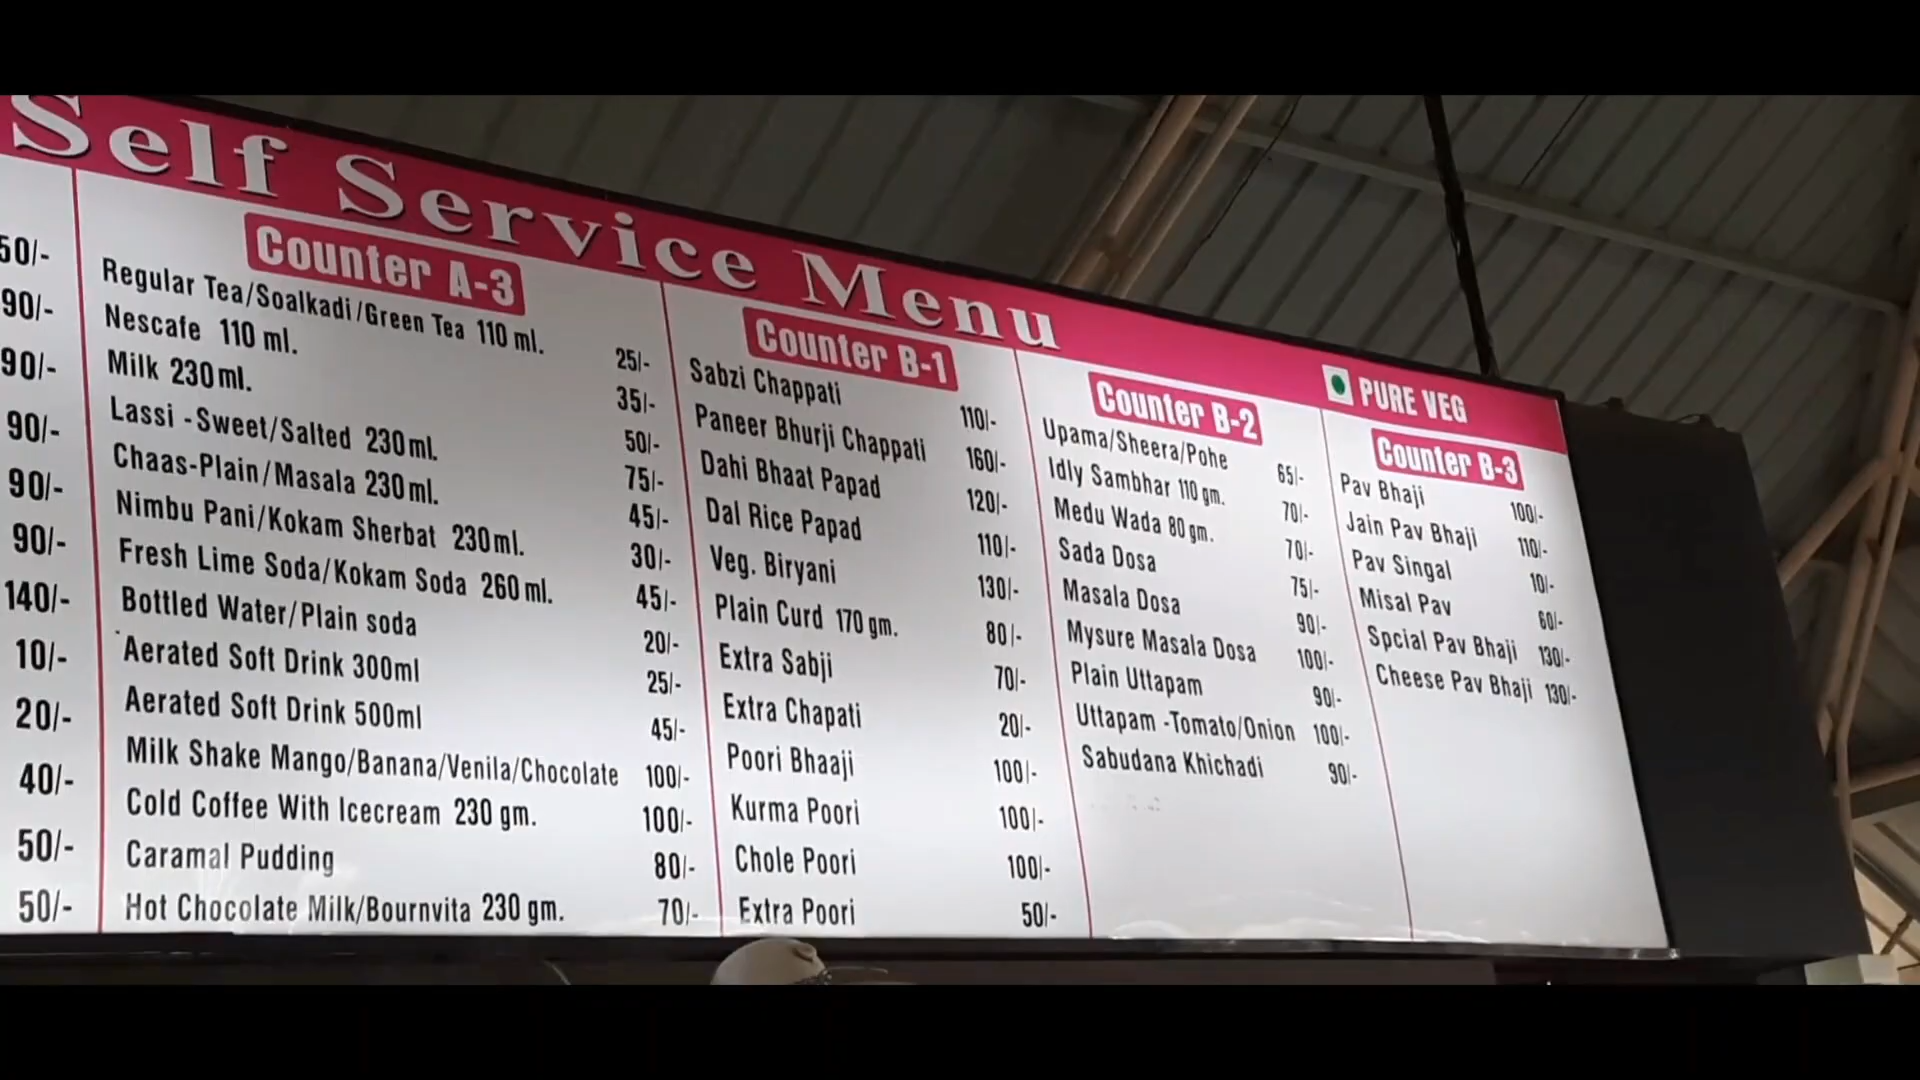 Self Service Menu
PURE VEG
50/-
90/-
90/-
90/-
90/-
90/-
140/-
10/-
20/-
40/-
50/-
50/-
Counter A-3
Regular Tea/Soalkadi/Green Tea 110 ml. 25/-
Nescafe 110 ml. 35/-
Milk 230 ml. 50/-
Lassi -Sweet/Salted 230 ml. 75/-
Chaas-Plain/Masala 230 ml. 45/-
Nimbu Pani/Kokam Sherbat 230 ml. 30/-
Fresh Lime Soda/Kokam Soda 260 ml. 45/-
Bottled Water/Plain soda 20/-
Aerated Soft Drink 300ml 25/-
Aerated Soft Drink 500ml 45/-
Milk Shake Mango/Banana/Venila/Chocolate 100/-
Cold Coffee With Icecream 230 gm. 100/-
Caramal Pudding 80/-
Hot Chocolate Milk/Bournvita 230 gm. 70/-
Counter B-1
Sabzi Chappati 110/-
Paneer Bhurji Chappati 160/-
Dahi Bhaat Papad 120/-
Dal Rice Papad 110/-
Veg. Biryani 130/-
Plain Curd 170 gm. 80/-
Extra Sabji 70/-
Extra Chapati 20/-
Poori Bhaaji 100/-
Kurma Poori 100/-
Chole Poori 100/-
Extra Poori 50/-
Counter B-2
Upama/Sheera/Pohe 65/-
Idly Sambhar 110 gm. 70/-
Medu Wada 80 gm. 70/-
Sada Dosa 75/-
Masala Dosa 90/-
Mysure Masala Dosa 100/-
Plain Uttapam 90/-
Uttapam -Tomato/Onion 100/-
Sabudana Khichadi 90/-
Counter B-3
Pav Bhaji 100/-
Jain Pav Bhaji 110/-
Pav Singal 10/-
Misal Pav 60/-
Spcial Pav Bhaji 130/-
Cheese Pav Bhaji 130/-